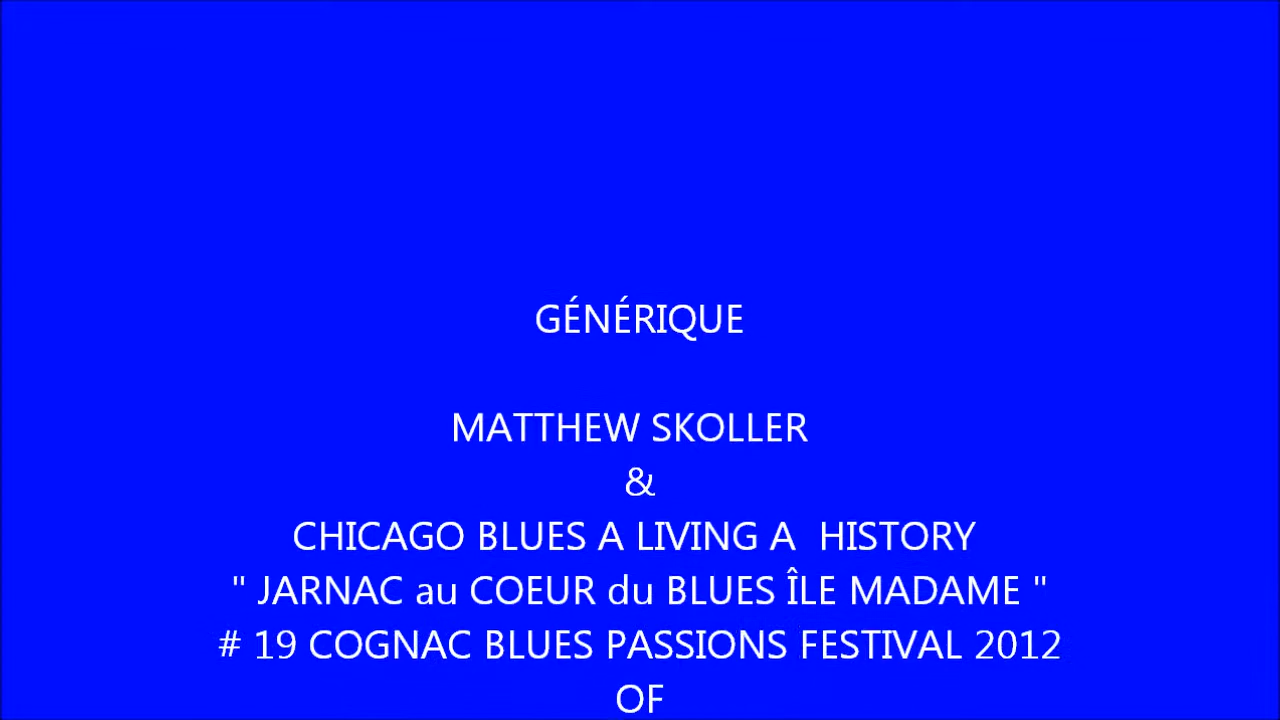 GÉNÉRIQUE
MATTHEW SKOLLER
&
CHICAGO BLUES A LIVING A  HISTORY
" JARNAC au COEUR du BLUES ÎLE MADAME "
# 19 COGNAC BLUES PASSIONS FESTIVAL 2012
OF